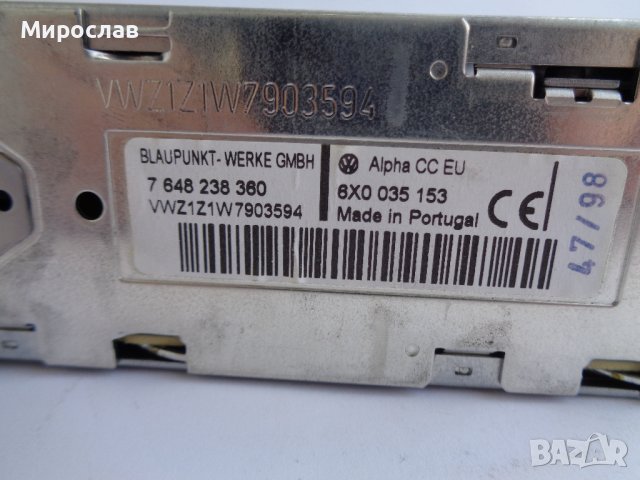 Мирослав
VWZ1Z1W7903594
BLAUPUNKT-WERKE GMBH
7 648 238 360
VWZ1Z1W7903594
Alpha CC EU
6X0 035 153
Made in Portugal
CE
47/98
BAZAR